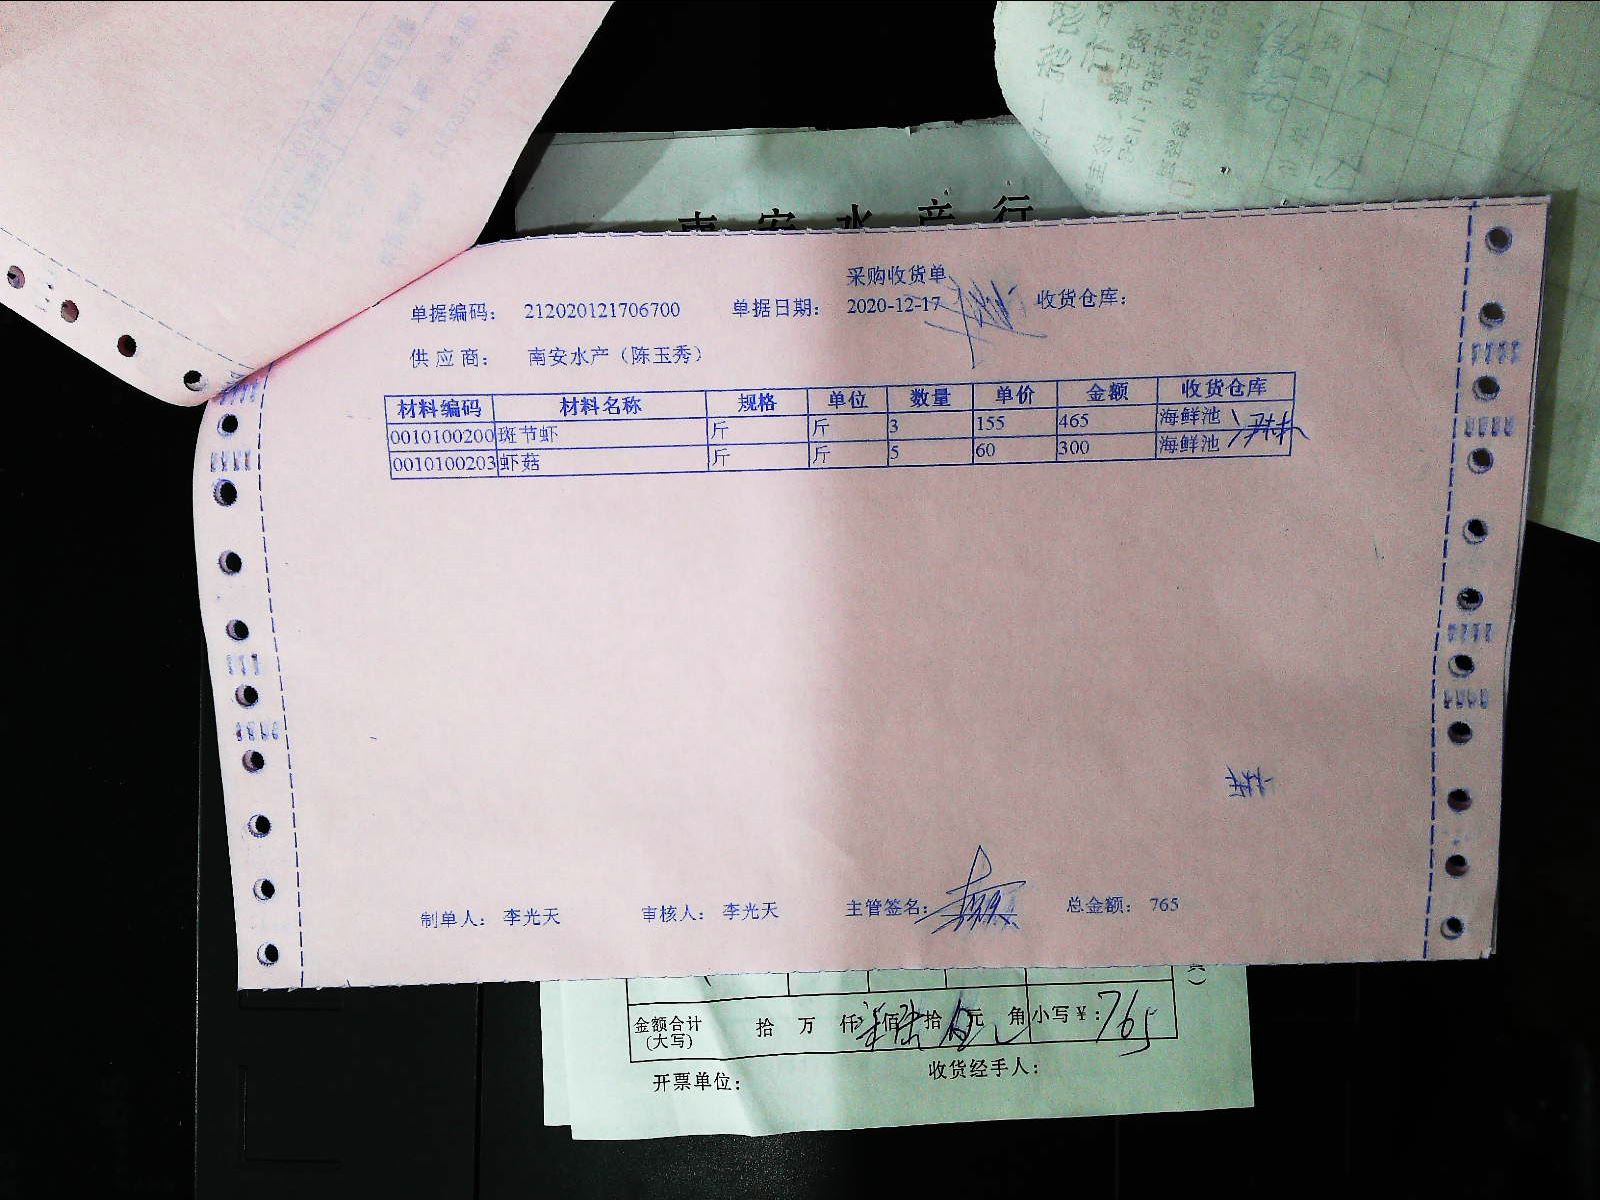 南安水产行
采购收货单
单据编码： 212020121706700 单据日期： 2020-12-17 收货仓库：
供应商： 南安水产（陈玉秀）
材料编码 材料名称 规格 单位 数量 单价 金额 收货仓库
0010100200 斑节虾 斤 斤 3 155 465 海鲜池
0010100203 虾菇 斤 斤 5 60 300 海鲜池
制单人： 李光天 审核人： 李光天 主管签名： 总金额： 765
金额合计 拾 万 仟 佰 拾 元 角 小写￥：765
(大写)
开票单位： 收货经手人：